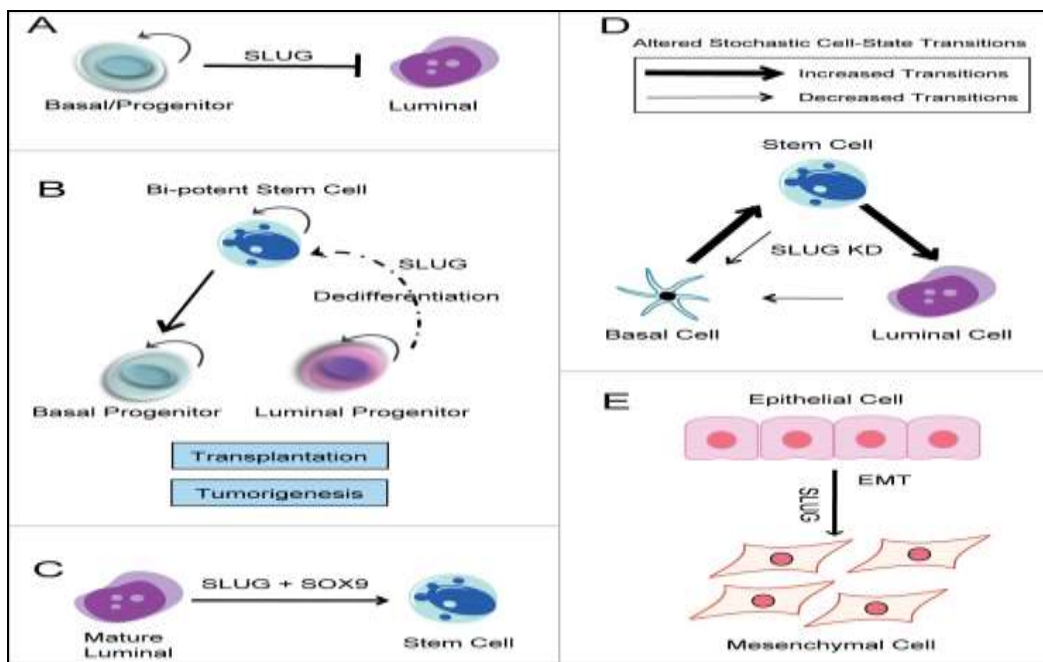 A
SLUG
Basal/Progenitor
Luminal
B
Bi-potent Stem Cell
SLUG
Dedifferentiation
Basal Progenitor
Luminal Progenitor
Transplantation
Tumorigenesis
C
SLUG + SOX9
Mature
Luminal
Stem Cell
D
Altered Stochastic Cell-State Transitions
Increased Transitions
Decreased Transitions
Stem Cell
SLUG KD
Basal Cell
Luminal Cell
E
Epithelial Cell
EMT
SLUG
Mesenchymal Cell